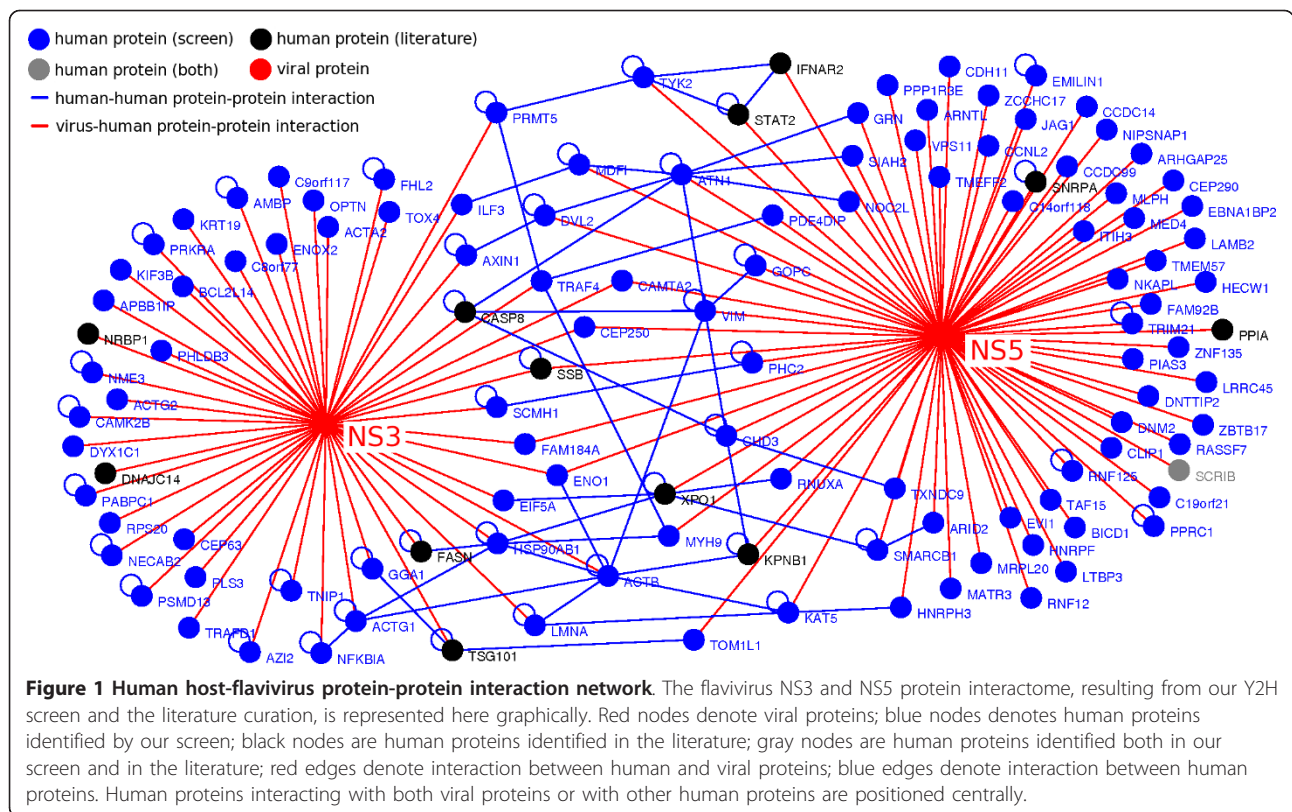 human protein (screen)
human protein (literature)
human protein (both)
viral protein
human-human protein-protein interaction
virus-human protein-protein interaction
IFNAR2
TYK2
STAT2
PRMT5
GRN
PPP1R3E
CDH11
EMILIN1
ARNTL
ZCCHC17
CCDC14
JAG1
NIPSNAP1
VPS11
CCNL2
ARHGAP25
SIAH2
TMEFF2
CCDC99
SNRPA
CEP290
C14orf118
MLPH
EBNA1BP2
MED4
ITIH3
LAMB2
TMEM57
NKAPL
HECW1
FAM92B
TRIM21
PPIA
ZNF135
PIAS3
LRRC45
DNTTIP2
ZBTB17
DNM2
RASSF7
CLIP1
SCRIB
RNF125
C19orf21
TAF15
PPRC1
EVI1
BICD1
HNRPF
LTBP3
MRPL20
RNF12
MATR3
MDFI
ATN1
NOC2L
PDE4DIP
ILF3
DVL2
AXIN1
GOPC
TRAF4
CAMTA2
VIM
CASP8
CEP250
SSB
PHC2
SCMH1
CHD3
FAM184A
ENO1
XPO1
RNUXA
TXNDC9
EIF5A
ARID2
SMARCB1
HSP90AB1
MYH9
FASN
KPNB1
GGA1
ACTB
ACTG1
LMNA
KAT5
HNRPH3
TSG101
TOM1L1
C9orf117
FHL2
AMBP
OPTN
TOX4
KRT19
ACTA2
PRKRA
ENOX2
C8orf77
KIF3B
BCL2L14
APBB1IP
NRBP1
PHLDB3
NME3
ACTG2
CAMK2B
DYX1C1
DNAJC14
PABPC1
RPS20
NECAB2
CEP63
PLS3
PSMD13
TNIP1
TRAFD1
AZI2
NFKBIA
NS3
NS5
Figure 1 Human host-flavivirus protein-protein interaction network. The flavivirus NS3 and NS5 protein interactome, resulting from our Y2H
screen and the literature curation, is represented here graphically. Red nodes denote viral proteins; blue nodes denotes human proteins
identified by our screen; black nodes are human proteins identified in the literature; gray nodes are human proteins identified both in our
screen and in the literature; red edges denote interaction between human and viral proteins; blue edges denote interaction between human
proteins. Human proteins interacting with both viral proteins or with other human proteins are positioned centrally.